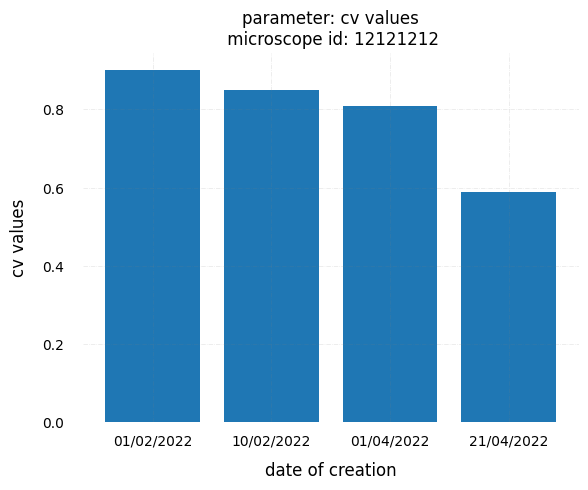 parameter: cv values
microscope id: 12121212
cv values
0.8
0.6
0.4
0.2
0.0
01/02/2022 10/02/2022 01/04/2022 21/04/2022
date of creation